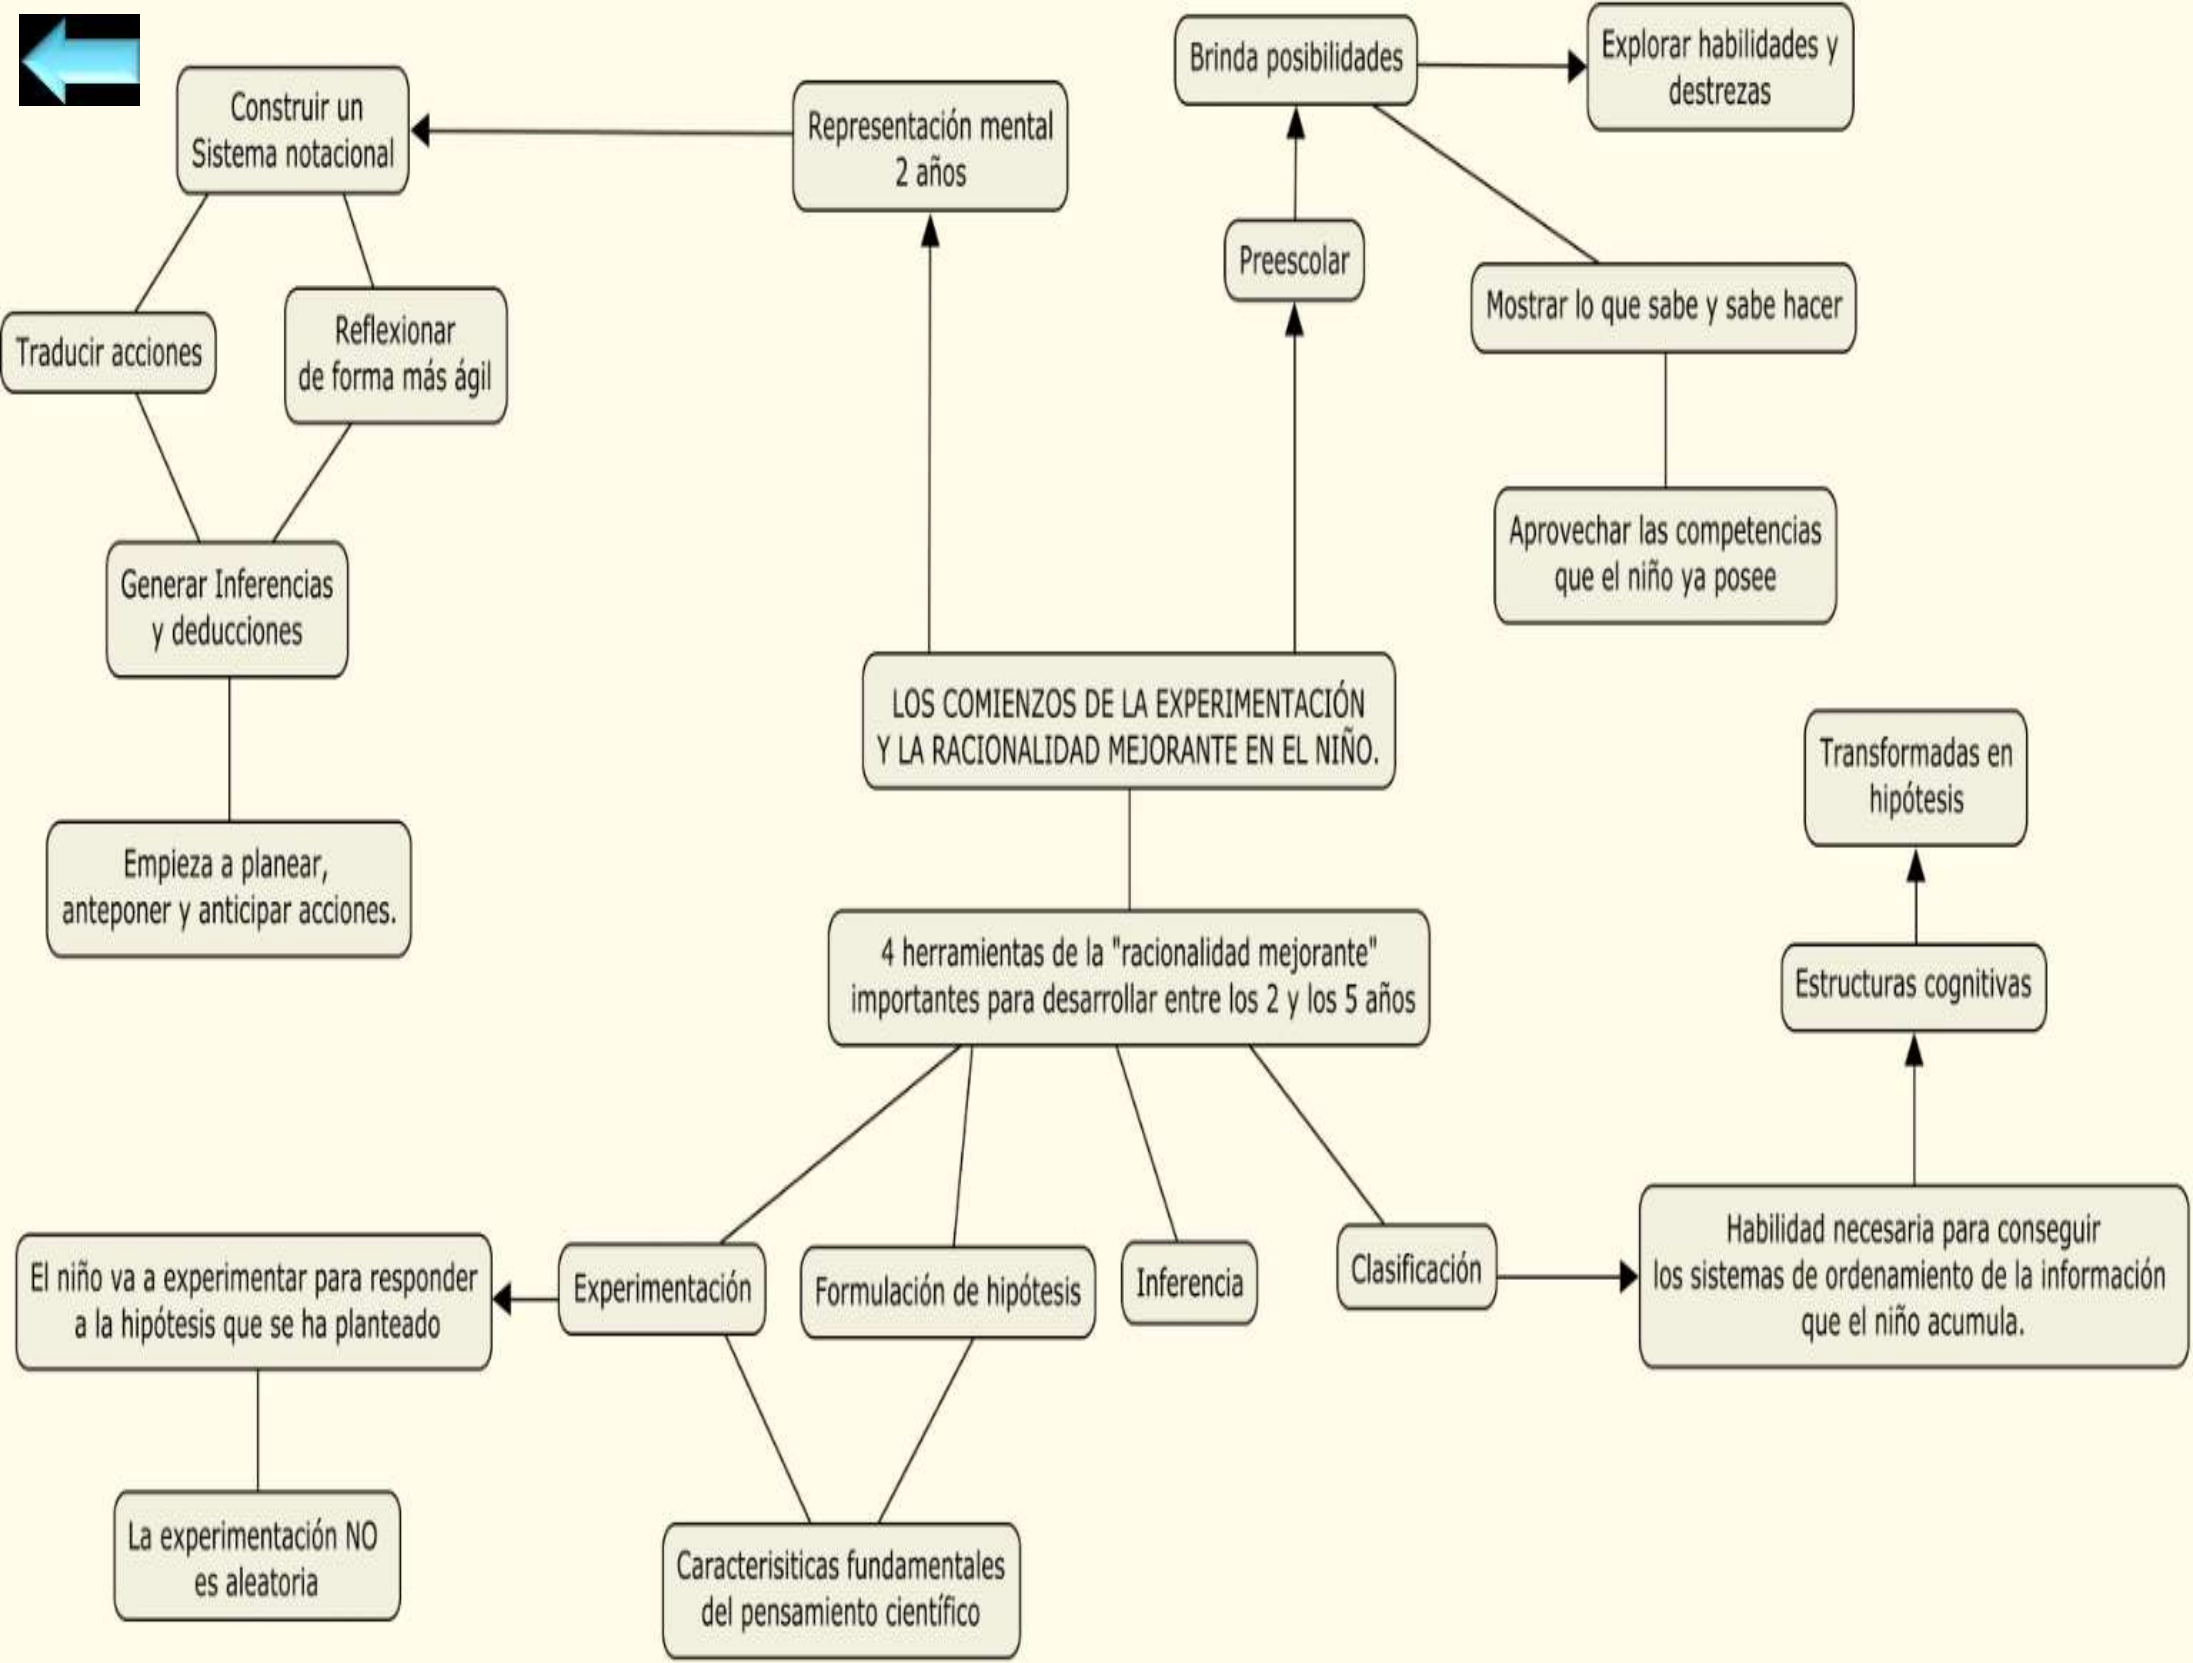 Construir un
Sistema notacional
Representación mental
2 años
Brinda posibilidades
Explorar habilidades y
destrezas
Preescolar
Mostrar lo que sabe y sabe hacer
Traducir acciones
Reflexionar
de forma más ágil
Aprovechar las competencias
que el niño ya posee
Generar Inferencias
y deducciones
LOS COMIENZOS DE LA EXPERIMENTACIÓN
Y LA RACIONALIDAD MEJORANTE EN EL NIÑO.
Transformadas en
hipótesis
Empieza a planear,
anteponer y anticipar acciones.
4 herramientas de la "racionalidad mejorante"
importantes para desarrollar entre los 2 y los 5 años
Estructuras cognitivas
El niño va a experimentar para responder
a la hipótesis que se ha planteado
Experimentación
Formulación de hipótesis
Inferencia
Clasificación
Habilidad necesaria para conseguir
los sistemas de ordenamiento de la información
que el niño acumula.
La experimentación NO
es aleatoria
Caracterisiticas fundamentales
del pensamiento científico